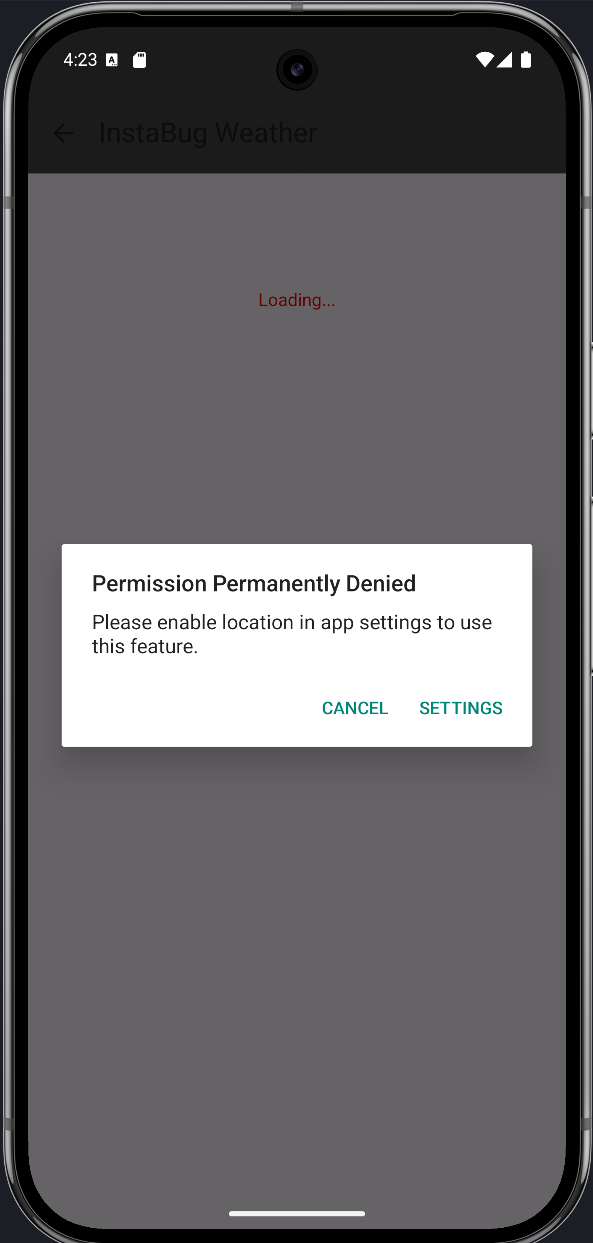 4:23 A
InstaBug Weather
Loading...
Permission Permanently Denied
Please enable location in app settings to use
this feature.
CANCEL SETTINGS